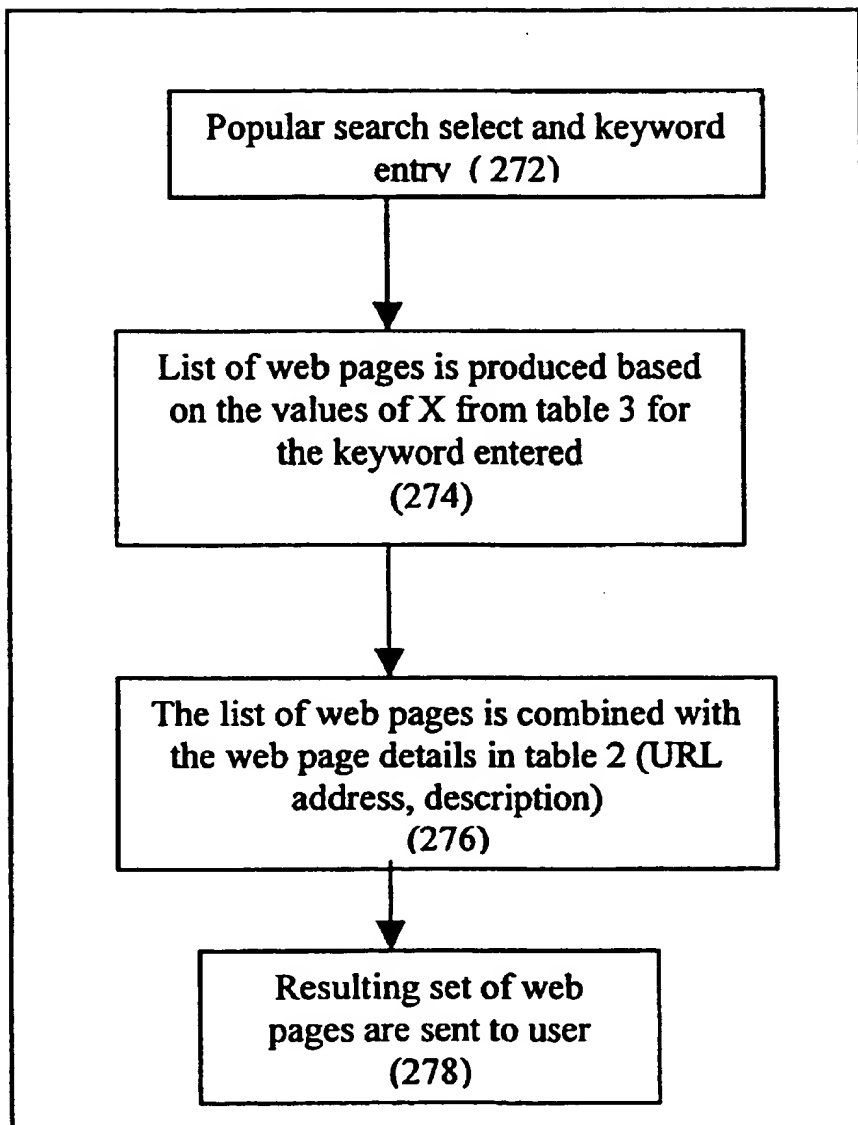 Popular search select and keyword
entry ( 272)
List of web pages is produced based
on the values of X from table 3 for
the keyword entered
(274)
The list of web pages is combined with
the web page details in table 2 (URL
address, description)
(276)
Resulting set of web
pages are sent to user
(278)